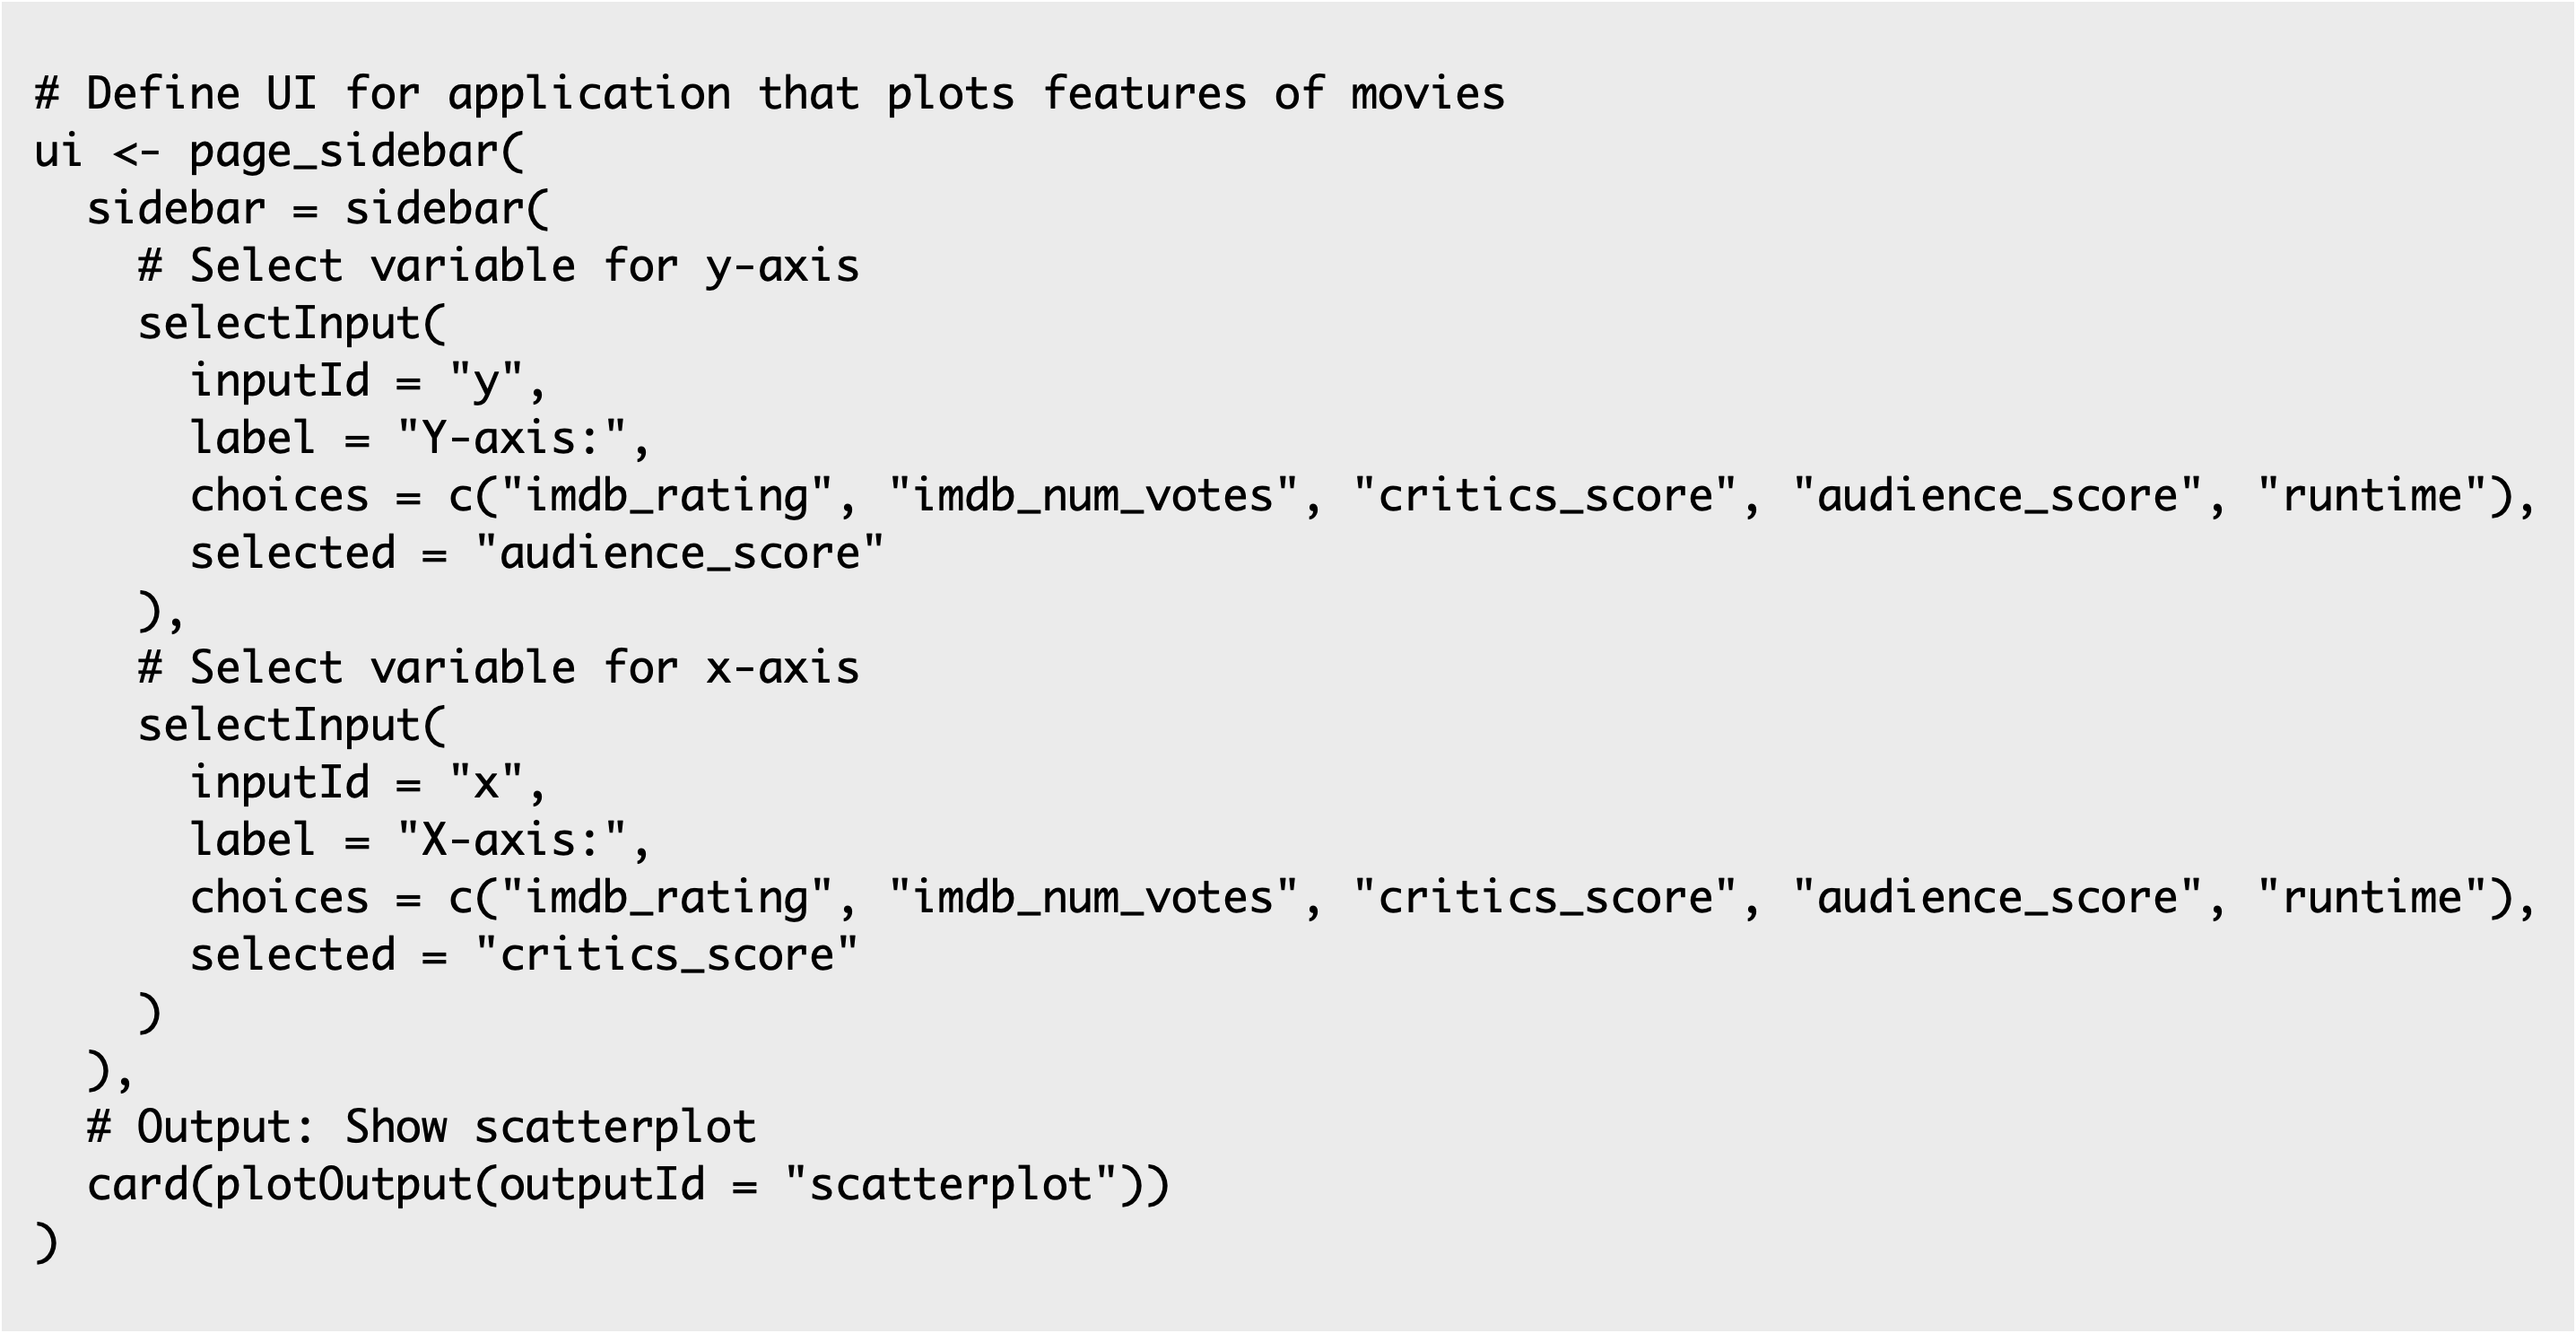 # Define UI for application that plots features of movies
ui <- page_sidebar(
  sidebar = sidebar(
    # Select variable for y-axis
    selectInput(
      inputId = "y",
      label = "Y-axis:",
      choices = c("imdb_rating", "imdb_num_votes", "critics_score", "audience_score", "runtime"),
      selected = "audience_score"
    ),
    # Select variable for x-axis
    selectInput(
      inputId = "x",
      label = "X-axis:",
      choices = c("imdb_rating", "imdb_num_votes", "critics_score", "audience_score", "runtime"),
      selected = "critics_score"
    )
  ),
  # Output: Show scatterplot
  card(plotOutput(outputId = "scatterplot"))
)